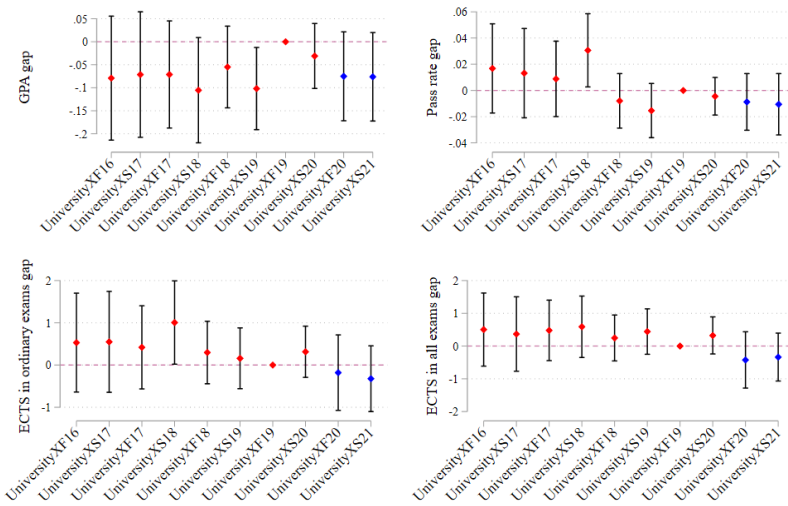 GPA gap
.05
0
-.05
-.1
-.15
-.2
UniversityXF16
UniversityXS17
UniversityXF17
UniversityXS18
UniversityXF18
UniversityXS19
UniversityXF19
UniversityXS20
UniversityXF20
UniversityXS21
Pass rate gap
.06
.04
.02
0
-.02
-.04
UniversityXF16
UniversityXS17
UniversityXF17
UniversityXS18
UniversityXF18
UniversityXS19
UniversityXF19
UniversityXS20
UniversityXF20
UniversityXS21
ECTS in ordinary exams gap
2
1
0
-1
UniversityXF16
UniversityXS17
UniversityXF17
UniversityXS18
UniversityXF18
UniversityXS19
UniversityXF19
UniversityXS20
UniversityXF20
UniversityXS21
ECTS in all exams gap
2
1
0
-1
-2
UniversityXF16
UniversityXS17
UniversityXF17
UniversityXS18
UniversityXF18
UniversityXS19
UniversityXF19
UniversityXS20
UniversityXF20
UniversityXS21